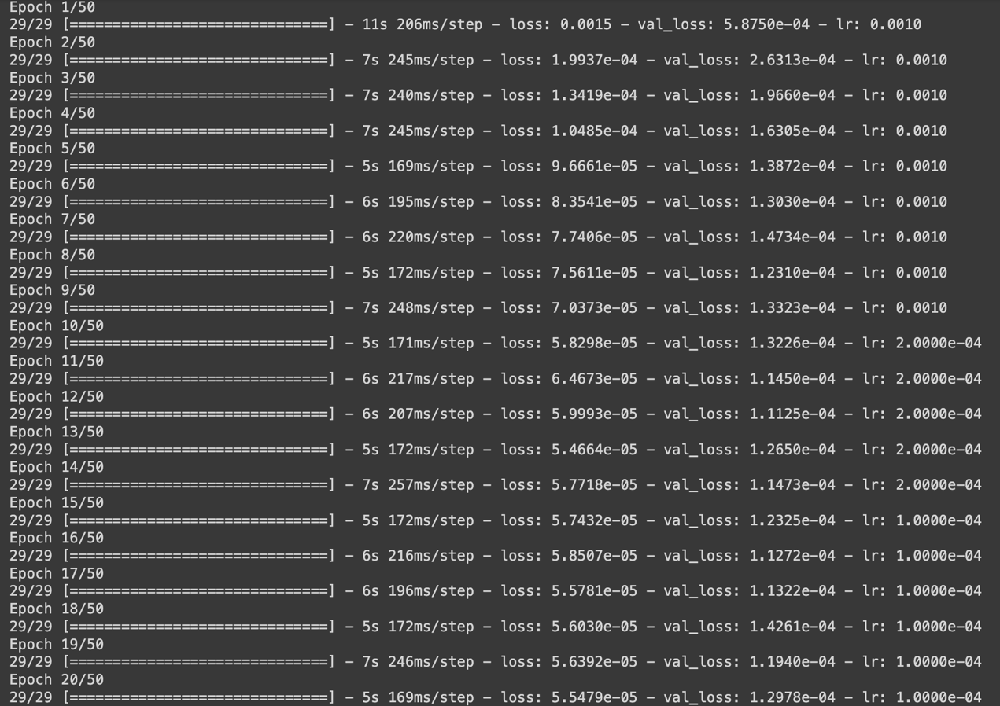 Epoch 1/50
29/29 [==============================] - 11s 206ms/step - loss: 0.0015 - val_loss: 5.8750e-04 - lr: 0.0010
Epoch 2/50
29/29 [==============================] - 7s 245ms/step - loss: 1.9937e-04 - val_loss: 2.6313e-04 - lr: 0.0010
Epoch 3/50
29/29 [==============================] - 7s 240ms/step - loss: 1.3419e-04 - val_loss: 1.9660e-04 - lr: 0.0010
Epoch 4/50
29/29 [==============================] - 7s 245ms/step - loss: 1.0485e-04 - val_loss: 1.6305e-04 - lr: 0.0010
Epoch 5/50
29/29 [==============================] - 5s 169ms/step - loss: 9.6661e-05 - val_loss: 1.3872e-04 - lr: 0.0010
Epoch 6/50
29/29 [==============================] - 6s 195ms/step - loss: 8.3541e-05 - val_loss: 1.3030e-04 - lr: 0.0010
Epoch 7/50
29/29 [==============================] - 6s 220ms/step - loss: 7.7406e-05 - val_loss: 1.4734e-04 - lr: 0.0010
Epoch 8/50
29/29 [==============================] - 5s 172ms/step - loss: 7.5611e-05 - val_loss: 1.2310e-04 - lr: 0.0010
Epoch 9/50
29/29 [==============================] - 7s 248ms/step - loss: 7.0373e-05 - val_loss: 1.3323e-04 - lr: 0.0010
Epoch 10/50
29/29 [==============================] - 5s 171ms/step - loss: 5.8298e-05 - val_loss: 1.3226e-04 - lr: 2.0000e-04
Epoch 11/50
29/29 [==============================] - 6s 217ms/step - loss: 6.4673e-05 - val_loss: 1.1450e-04 - lr: 2.0000e-04
Epoch 12/50
29/29 [==============================] - 6s 207ms/step - loss: 5.9993e-05 - val_loss: 1.1125e-04 - lr: 2.0000e-04
Epoch 13/50
29/29 [==============================] - 5s 172ms/step - loss: 5.4664e-05 - val_loss: 1.2650e-04 - lr: 2.0000e-04
Epoch 14/50
29/29 [==============================] - 7s 257ms/step - loss: 5.7718e-05 - val_loss: 1.1473e-04 - lr: 2.0000e-04
Epoch 15/50
29/29 [==============================] - 5s 172ms/step - loss: 5.7432e-05 - val_loss: 1.2325e-04 - lr: 1.0000e-04
Epoch 16/50
29/29 [==============================] - 6s 216ms/step - loss: 5.8507e-05 - val_loss: 1.1272e-04 - lr: 1.0000e-04
Epoch 17/50
29/29 [==============================] - 6s 196ms/step - loss: 5.5781e-05 - val_loss: 1.1322e-04 - lr: 1.0000e-04
Epoch 18/50
29/29 [==============================] - 5s 172ms/step - loss: 5.6030e-05 - val_loss: 1.4261e-04 - lr: 1.0000e-04
Epoch 19/50
29/29 [==============================] - 7s 246ms/step - loss: 5.6392e-05 - val_loss: 1.1940e-04 - lr: 1.0000e-04
Epoch 20/50
29/29 [==============================] - 5s 169ms/step - loss: 5.5479e-05 - val_loss: 1.2978e-04 - lr: 1.0000e-04